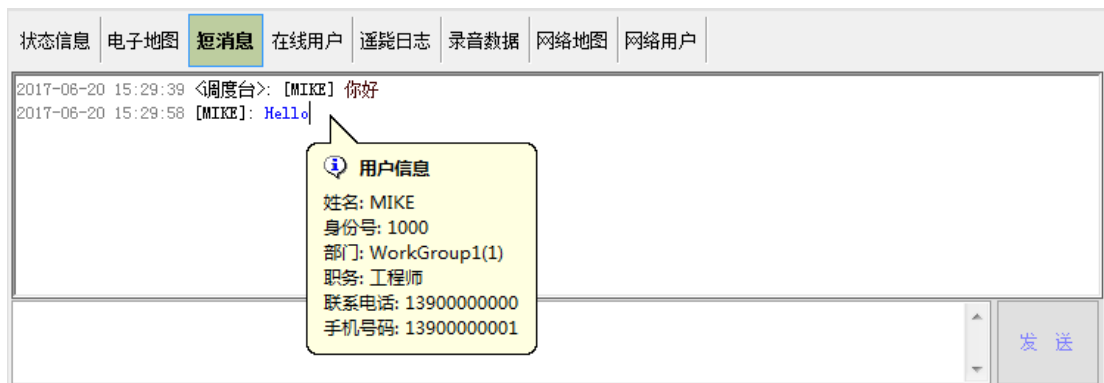 状态信息 电子地图 短消息 在线用户 遥毙日志 录音数据 网络地图 网络用户
2017-06-20 15:29:39 <调度台>: [MIKE] 你好
2017-06-20 15:29:58 [MIKE]: Hello
用户信息
姓名: MIKE
身份号: 1000
部门: WorkGroup1(1)
职务: 工程师
联系电话: 13900000000
手机号码: 13900000001
发 送